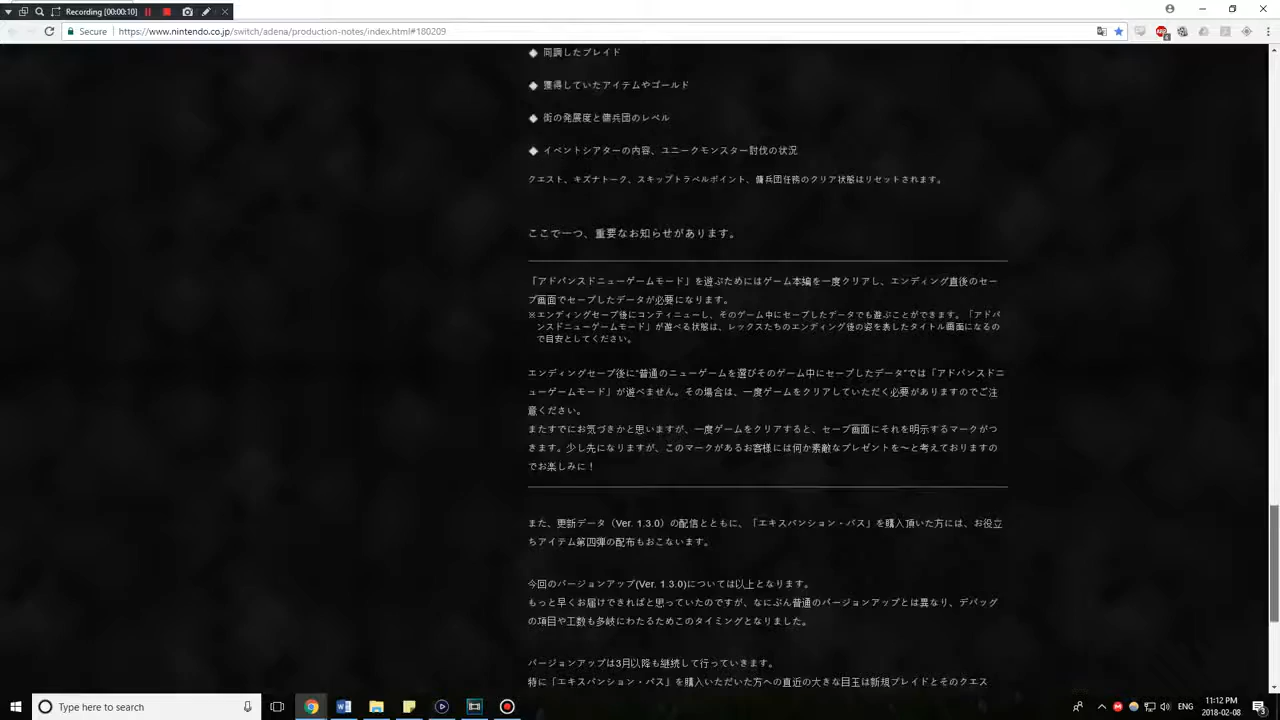 Recording [00:00:10]
Secure
https://www.nintendo.co.jp/switch/adena/production-notes/index.html#180209
◆ 同調したブレイド
◆ 獲得していたアイテムやゴールド
◆ 街の発展度と傭兵団のレベル
◆ イベントシアターの内容、ユニークモンスター討伐の状況
クエスト、キズナトーク、スキップトラベルポイント、傭兵団任務のクリア状態はリセットされます。
ここで一つ、重要なお知らせがあります。
「アドバンスドニューゲームモード」を遊ぶためにはゲーム本編を一度クリアし、エンディング直後のセー
ブ画面でセーブしたデータが必要になります。
※エンディングセーブ後にコンティニューし、そのゲーム中にセーブしたデータでも遊ぶことができます。「アドバ
ンスドニューゲームモード」が遊べる状態は、レックスたちのエンディング後の姿を素したタイトル画面になるの
で目安としてください。
エンディングセーブ後に"普通のニューゲームを選びそのゲーム中にセーブしたデータ"では「アドバンスドニ
ューゲームモード」が遊べません。その場合は、一度ゲームをクリアしていただく必要がありますのでご注
意ください。
またすでにお気づきかと思いますが、一度ゲームをクリアすると、セーブ画面にそれを明示するマークがつ
きます。少し先になりますが、このマークがあるお客様には何か素敵なプレゼントを～と考えておりますの
でお楽しみに！
また、更新データ（Ver. 1.3.0）の配信とともに、「エキスパンション・パス」を購入頂いた方には、お役立
ちアイテム第四弾の配布もおこないます。
今回のバージョンアップ(Ver. 1.3.0)については以上となります。
もっと早くお届けできればと思っていたのですが、なにぶん普通のバージョンアップとは異なり、デバッグ
の項目や工数も多岐にわたるためこのタイミングとなりました。
バージョンアップは3月以降も継続して行っていきます。
特に「エキスパンション・パス」を購入いただいた方への直近の大きな目玉は新規ブレイドとそのクエス
Type here to search
ENG
11:12 PM
2018-02-08
3